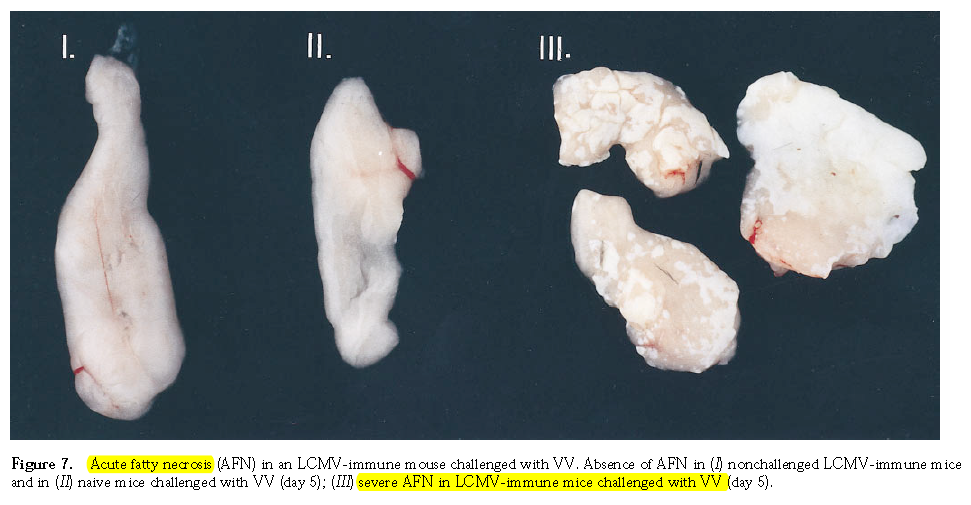 I.
II.
III.
Figure 7. Acute fatty necrosis (AFN) in an LCMV-immune mouse challenged with VV. Absence of AFN in (I) nonchallenged LCMV-immune mice
and in (II) naive mice challenged with VV (day 5); (III) severe AFN in LCMV-immune mice challenged with VV (day 5).